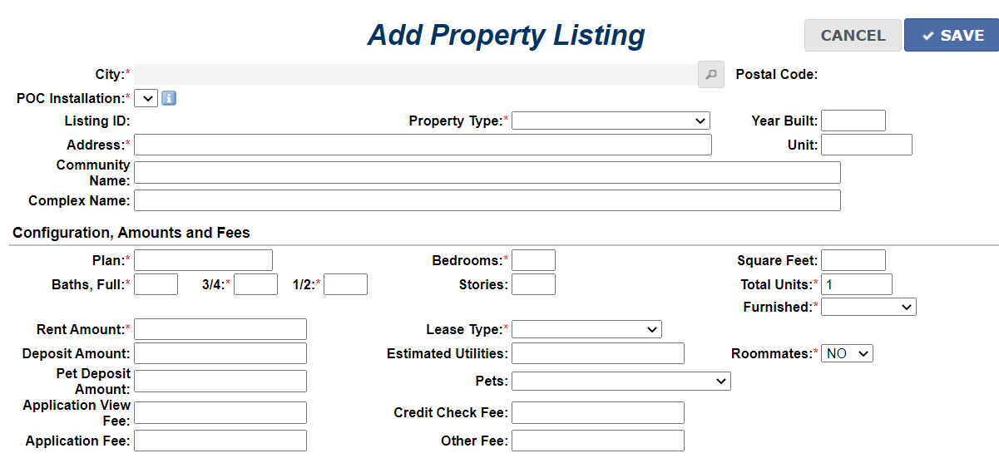 Add Property Listing
CANCEL
SAVE
City:*
Postal Code:
POC Installation:*
Listing ID:
Property Type:*
Year Built:
Address:*
Unit:
Community
Name:
Complex Name:
Configuration, Amounts and Fees
Plan:*
Bedrooms:*
Square Feet:
Baths, Full:*
3/4:*
1/2:*
Stories:
Total Units:* 1
Furnished:*
Rent Amount:*
Lease Type:*
Deposit Amount:
Estimated Utilities:
Roommates:* NO
Pet Deposit
Amount:
Pets:
Application View
Fee:
Credit Check Fee:
Application Fee:
Other Fee: